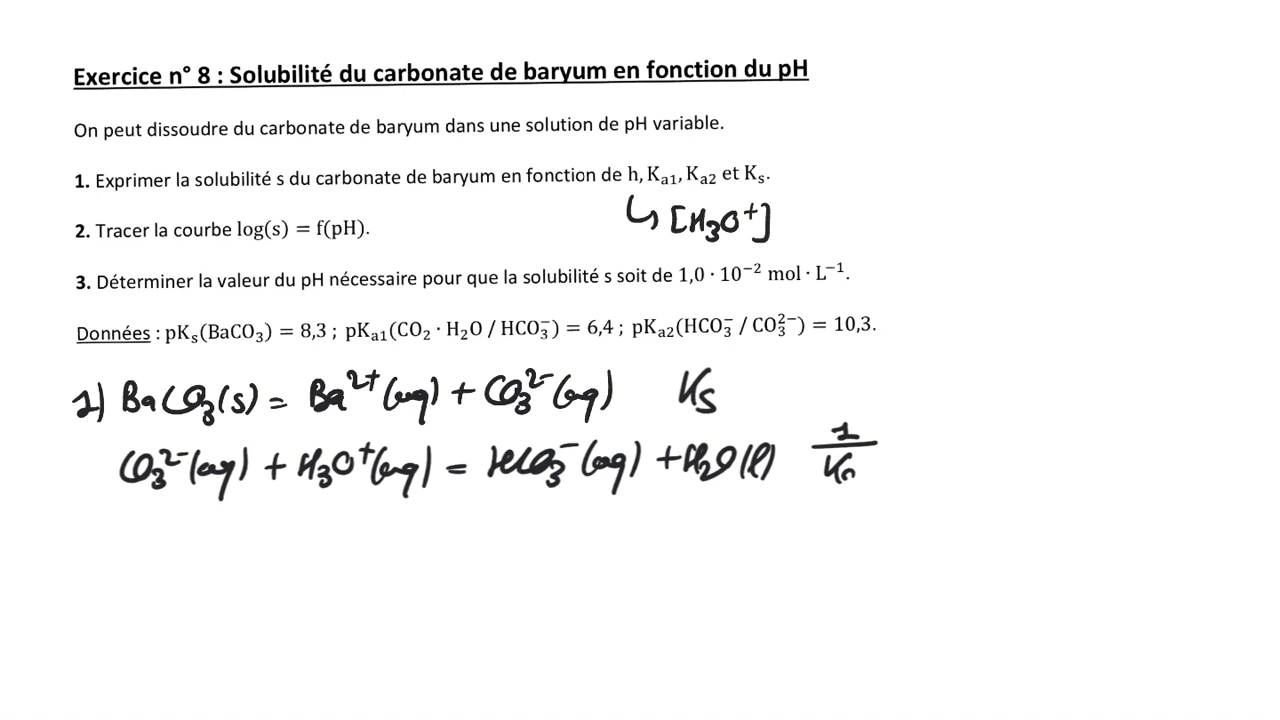 Exercice n° 8 : Solubilité du carbonate de baryum en fonction du pH
On peut dissoudre du carbonate de baryum dans une solution de pH variable.
1. Exprimer la solubilité s du carbonate de baryum en fonction de h, Kₐ₁, Kₐ₂ et Kₛ.
↳ [H₃O⁺]
2. Tracer la courbe log(s) = f(pH).
3. Déterminer la valeur du pH nécessaire pour que la solubilité s soit de 1,0 · 10⁻² mol · L⁻¹.
Données : pKₛ(BaCO₃) = 8,3 ; pKₐ₁(CO₂ · H₂O / HCO₃⁻) = 6,4 ; pKₐ₂(HCO₃⁻ / CO₃²⁻) = 10,3.
1) BaCO₃(s) = Ba²⁺(aq) + CO₃²⁻(aq) Kₛ
CO₃²⁻(aq) + H₃O⁺(aq) = HCO₃⁻(aq) + H₂O(l) 1/K